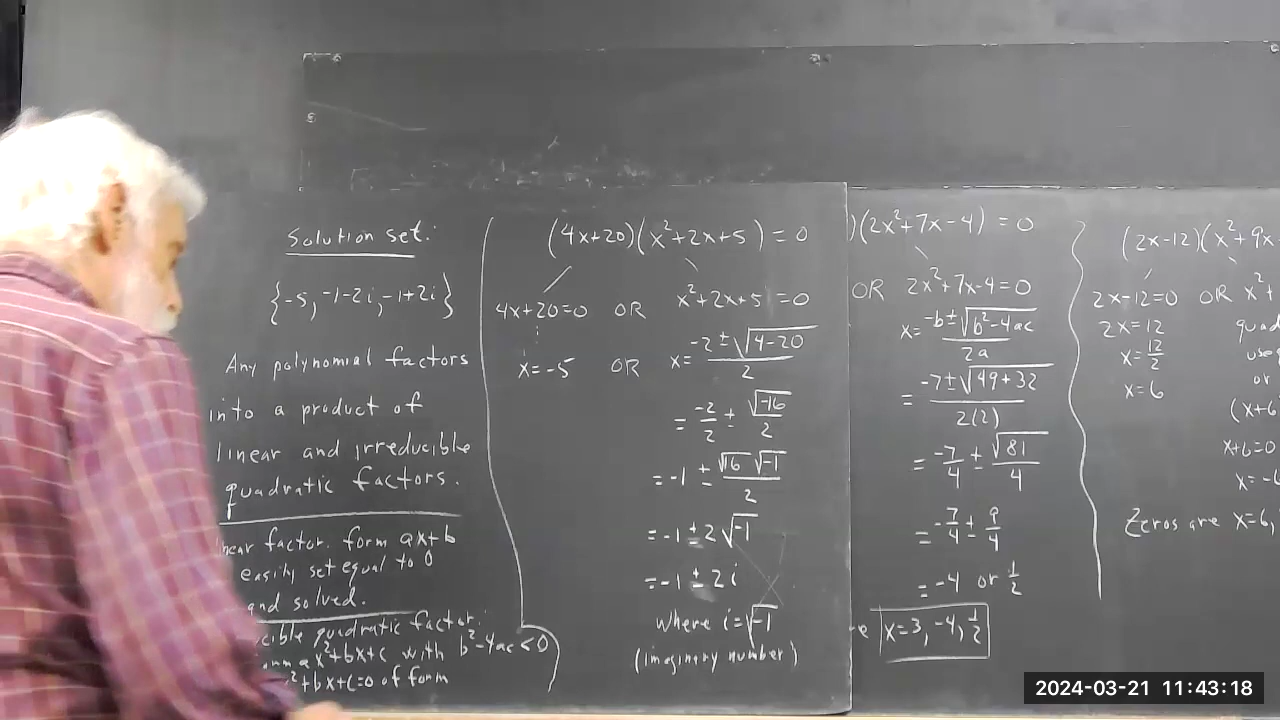 Solution set:
{-5, -1-2i, -1+2i}
Any polynomial factors
into a product of
linear and irreducible
quadratic factors.
factor. form ax+b
easily set equal to 0
and solved.
quadratic factor:
ax²+bx+c with b²-4ac<0
+bx+c=0 of form
(4x+20)(x²+2x+5) = 0
4x+20=0 OR x²+2x+5=0
x=-5 OR x= (-2±√(4-20))/2
= -2/2 ± √-16/2
= -1 ± √16 √-1/2
= -1 ± 2√-1
= -1 ± 2i
where i=√-1
(imaginary number)
)(2x²+7x-4) = 0
OR 2x²+7x-4=0
x= (-b±√(b²-4ac))/2a
= (-7±√(49+32))/2(2)
= -7/4 ± √81/4
= -7/4 ± 9/4
= -4 or 1/2
x=3, -4, 1/2
(2x-12)(x²+9x
2x-12=0 OR x²+
2x=12
x=12/2
x=6
or
(x+6
x+6=0
x=-6
Zeros are x=6,
2024-03-21 11:43:18